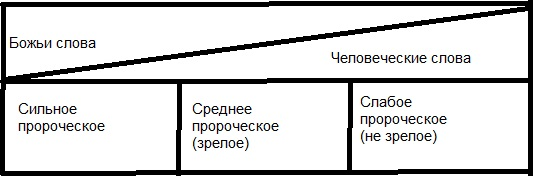 Божьи слова
Человеческие слова
Сильное
пророческое
Среднее
пророческое
(зрелое)
Слабое
пророческое
(не зрелое)